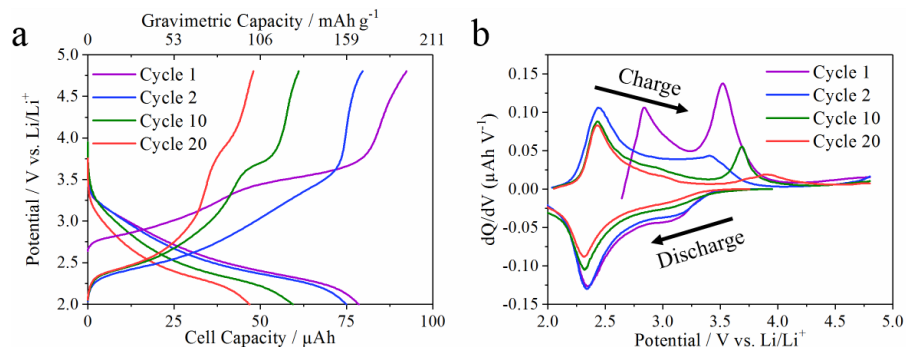 a
Gravimetric Capacity / mAh g-1
0 53 106 159 211
5.0
4.5
4.0
3.5
3.0
2.5
2.0
Potential / V vs. Li/Li+
Cycle 1
Cycle 2
Cycle 10
Cycle 20
0 25 50 75 100
Cell Capacity / µAh
b
0.15
0.10
0.05
0.00
-0.05
-0.10
-0.15
dQ/dV (µAh V-1)
Charge
Discharge
Cycle 1
Cycle 2
Cycle 10
Cycle 20
2.0 2.5 3.0 3.5 4.0 4.5 5.0
Potential / V vs. Li/Li+